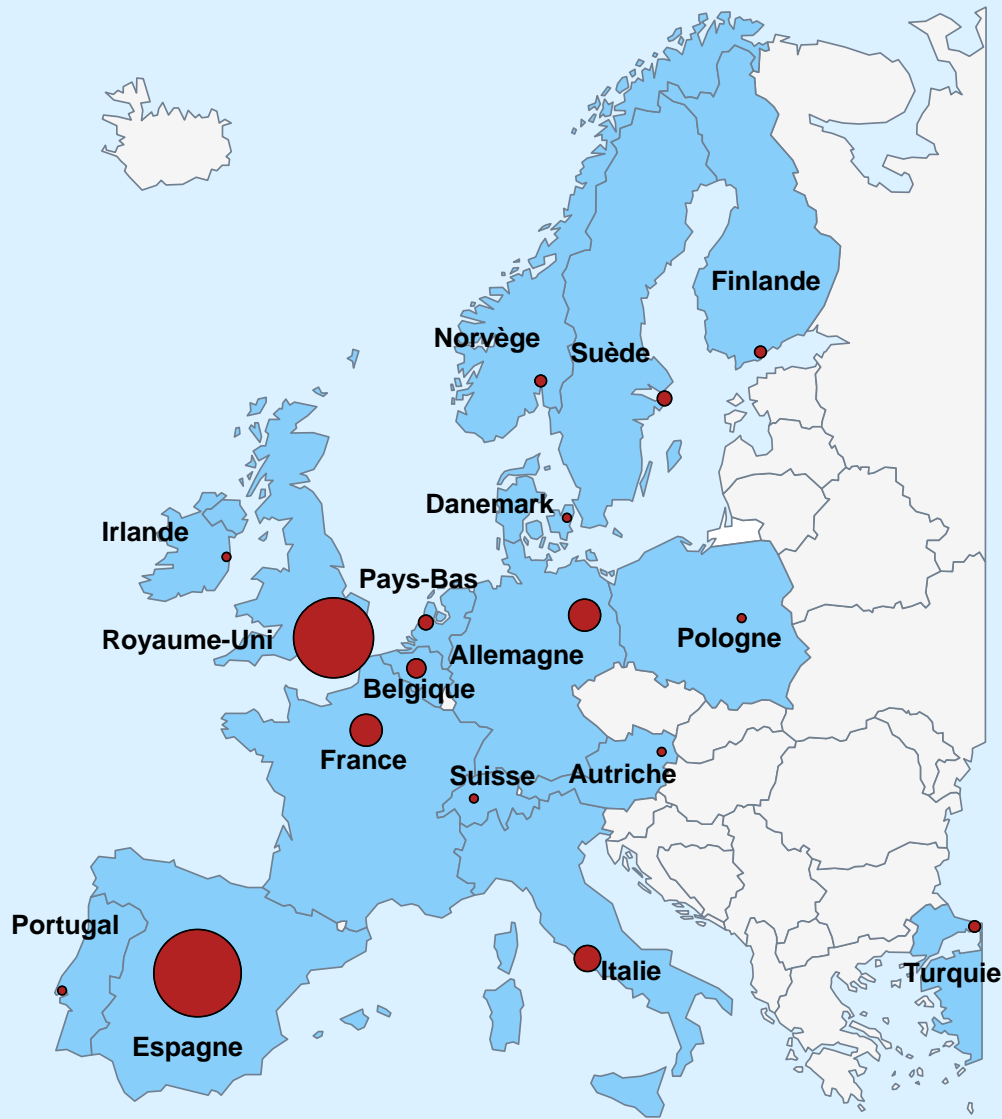 Finlande
Norvège
Suède
Danemark
Irlande
Pays-Bas
Royaume-Uni
Pologne
Allemagne
Belgique
France
Suisse
Autriche
Portugal
Italie
Turquie
Espagne